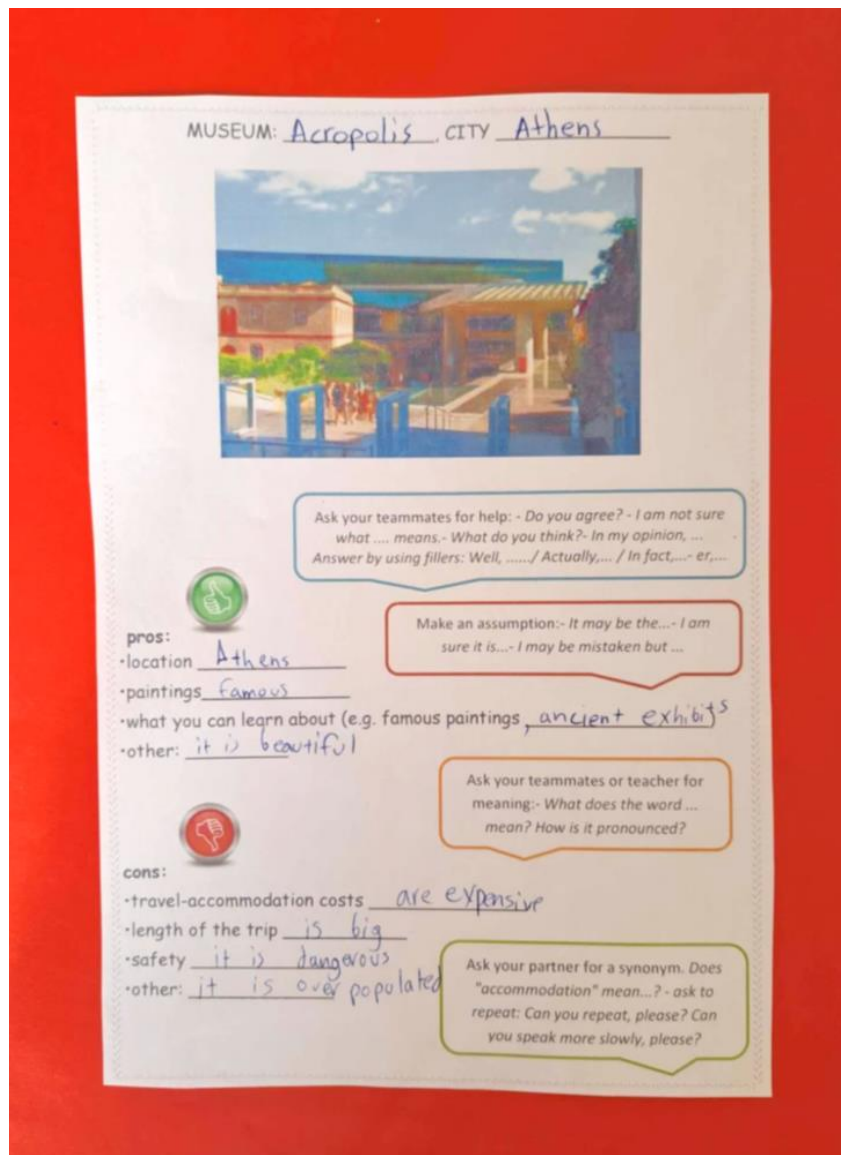 MUSEUM: Acropolis, CITY Athens
Ask your teammates for help: - Do you agree? - I am not sure
what .... means.- What do you think?- In my opinion, ...
Answer by using fillers: Well, ....../ Actually,... / In fact,...- er,....
Make an assumption:- It may be the...- I am
sure it is...- I may be mistaken but ...
pros:
•location Athens
•paintings famous
•what you can learn about (e.g. famous paintings, ancient exhibits
•other: it is beautiful
Ask your teammates or teacher for
meaning:- What does the word ...
mean? How is it pronounced?
cons:
•travel-accommodation costs are expensive
•length of the trip is big
•safety it is dangerous
•other: it is over populated
Ask your partner for a synonym. Does
"accommodation" mean...? - ask to
repeat: Can you repeat, please? Can
you speak more slowly, please?